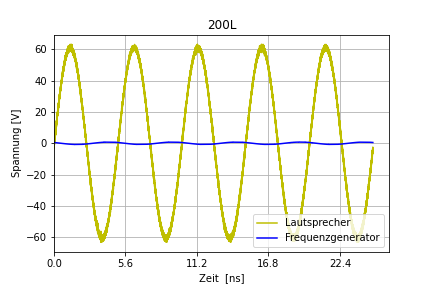 200L
Spannung [V]
60
40
20
0
−20
−40
−60
0.0 5.6 11.2 16.8 22.4
Zeit [ns]
Lautsprecher
Frequenzgenerator